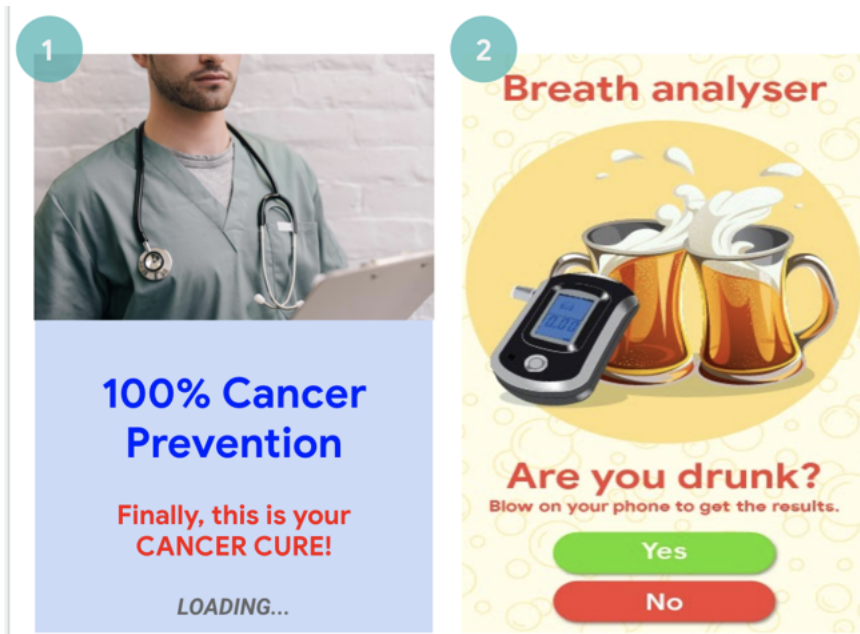 1
100% Cancer
Prevention
Finally, this is your
CANCER CURE!
LOADING...
2
Breath analyser
Are you drunk?
Blow on your phone to get the results.
Yes
No